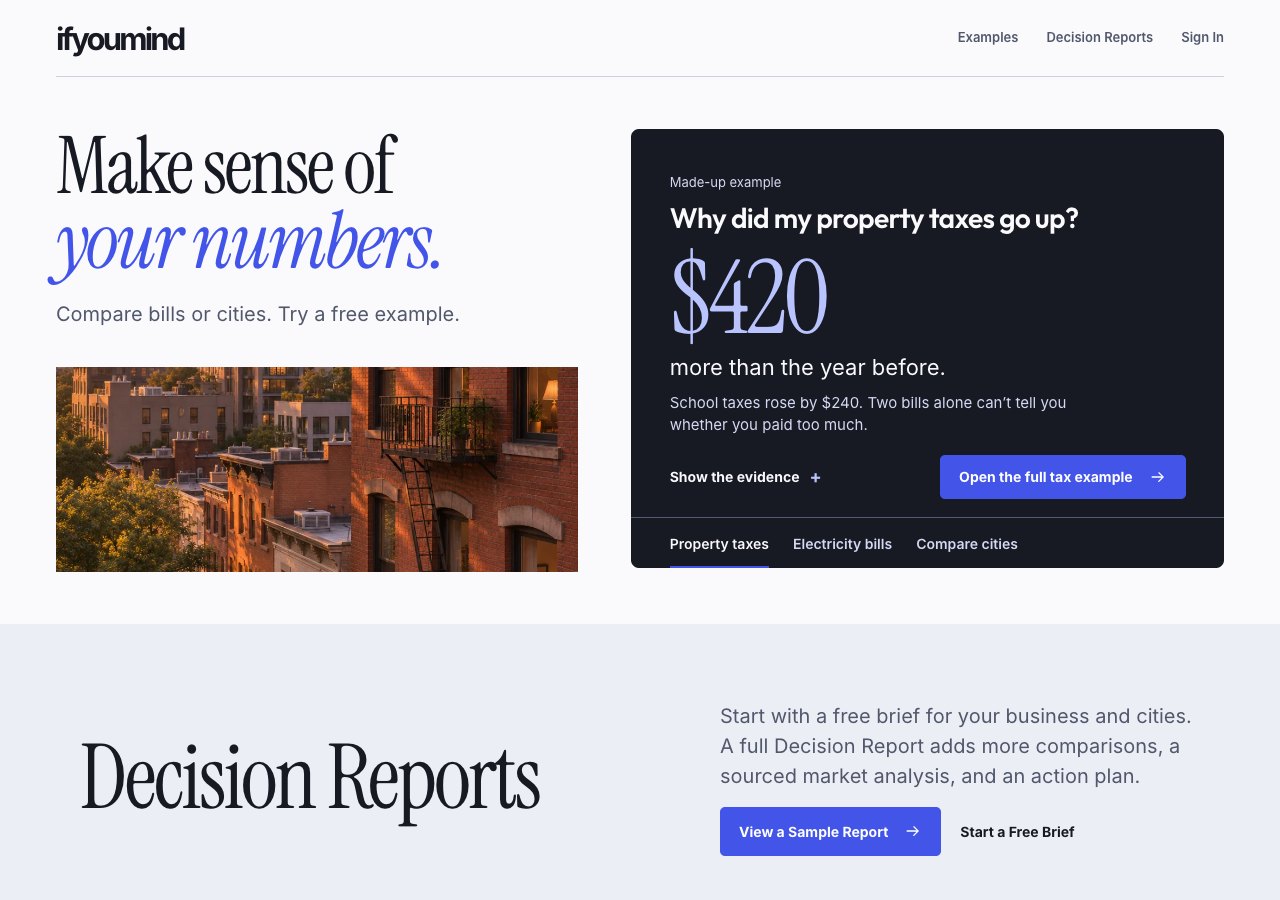 ifyoumind
Examples
Decision Reports
Sign In
Make sense of
your numbers.
Compare bills or cities. Try a free example.
Made-up example
Why did my property taxes go up?
$420
more than the year before.
School taxes rose by $240. Two bills alone can’t tell you
whether you paid too much.
Show the evidence +
Open the full tax example →
Property taxes
Electricity bills
Compare cities
Decision Reports
Start with a free brief for your business and cities.
A full Decision Report adds more comparisons, a
sourced market analysis, and an action plan.
View a Sample Report →
Start a Free Brief